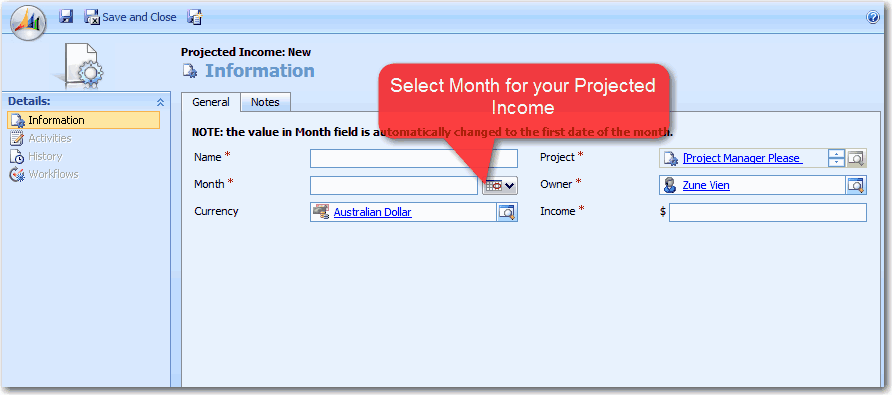 Save and Close
Projected Income: New
Information
Select Month for your Projected
Income
Details:
Information
Activities
History
Workflows
General
Notes
NOTE: the value in Month field is automatically changed to the first date of the month.
Name *
Project *
[Project Manager Please
Month *
Owner *
Zune Vien
Currency
Australian Dollar
Income *
$